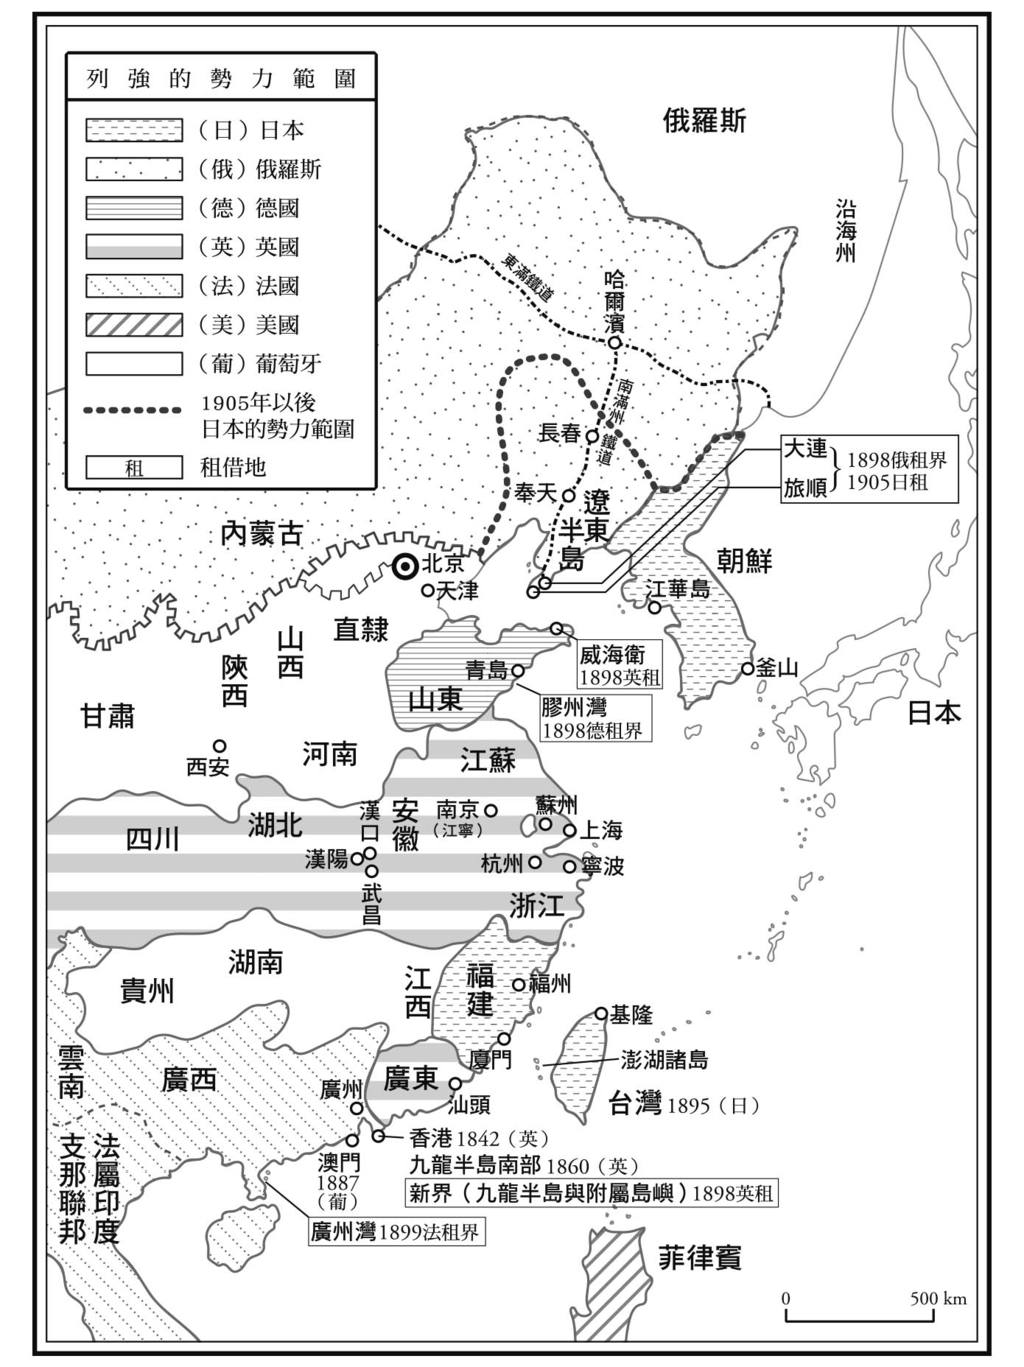 列強的勢力範圍
（日）日本
（俄）俄羅斯
（德）德國
（英）英國
（法）法國
（美）美國
（葡）葡萄牙
1905年以後
日本的勢力範圍
租 租借地
俄羅斯
沿海州
東滿鐵道
哈爾濱
南滿州鐵道
長春
奉天
遼東半島
大連
旅順
1898俄租界
1905日租
內蒙古
北京
天津
朝鮮
江華島
釜山
直隸
山西
陝西
甘肅
威海衛
1898英租
青島
山東
膠州灣
1898德租界
日本
西安
河南
江蘇
四川
湖北
漢口
安徽
南京
（江寧）
蘇州
上海
漢陽
武昌
杭州
寧波
浙江
湖南
貴州
江西
福建
福州
基隆
廈門
澎湖諸島
雲南
廣西
廣州
廣東
汕頭
台灣 1895（日）
香港 1842（英）
九龍半島南部 1860（英）
新界（九龍半島與附屬島嶼）1898英租
澳門
1887
（葡）
法屬印度
支那聯邦
廣州灣1899法租界
菲律賓
0 500 km